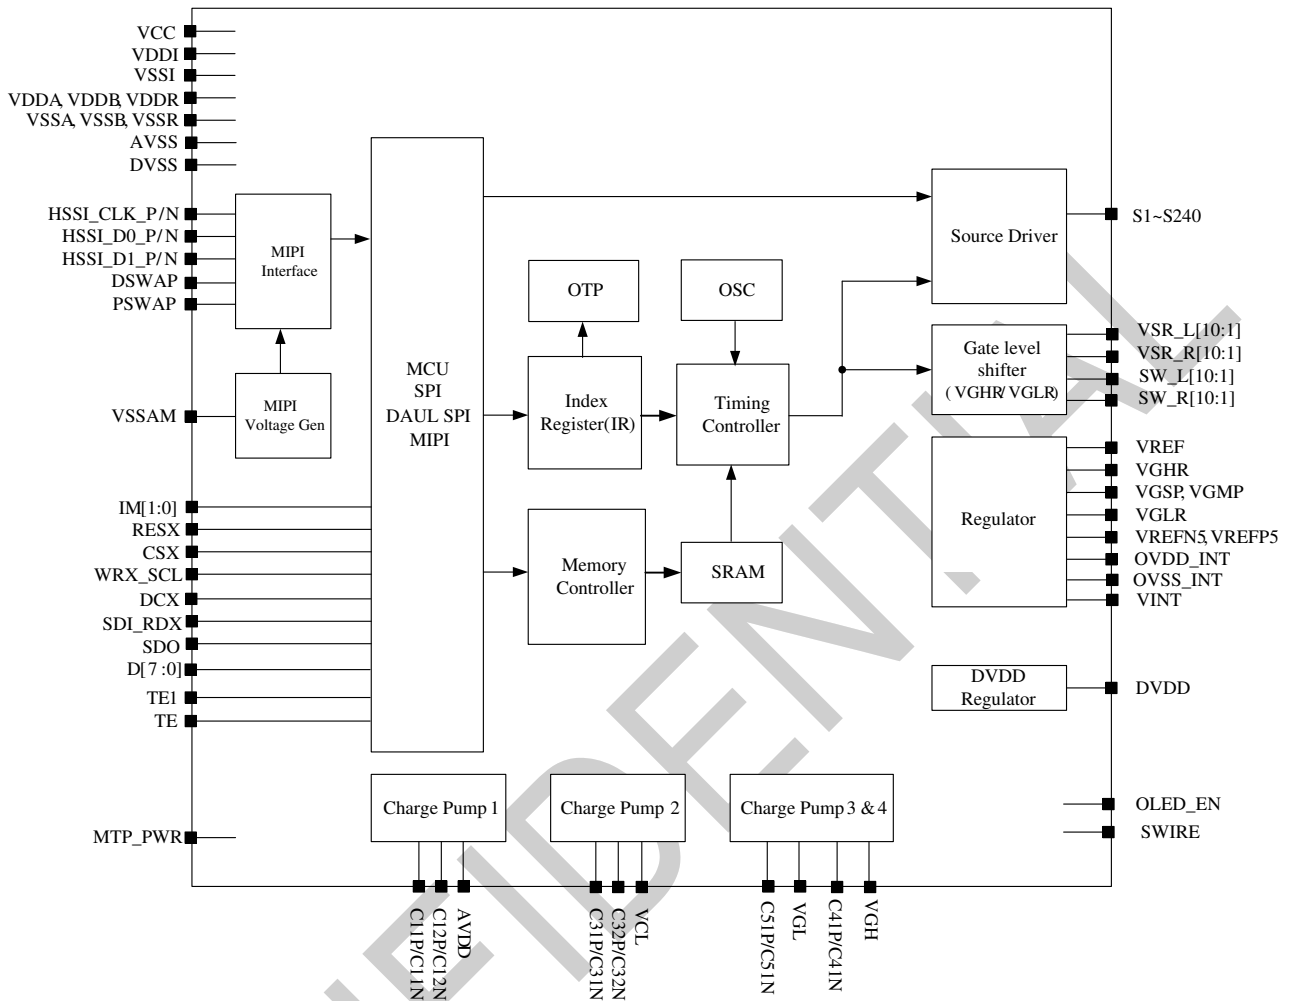 VCC
VDDI
VSSI
VDDA, VDDB, VDDR
VSSA, VSSB, VSSR
AVSS
DVSS
HSSI_CLK_P/N
HSSI_D0_P/N
HSSI_D1_P/N
DSWAP
PSWAP
VSSAM
IM[1:0]
RESX
CSX
WRX_SCL
DCX
SDI_RDX
SDO
D[7:0]
TE1
TE
MTP_PWR
MIPI
Interface
MIPI
Voltage Gen
MCU
SPI
DAUL SPI
MIPI
OTP
OSC
Index
Register(IR)
Timing
Controller
Memory
Controller
SRAM
Source Driver
Gate level
shifter
(VGHR/VGLR)
Regulator
DVDD
Regulator
Charge Pump 1
Charge Pump 2
Charge Pump 3 & 4
S1~S240
VSR_L[10:1]
VSR_R[10:1]
SW_L[10:1]
SW_R[10:1]
VREF
VGHR
VGSP, VGMP
VGLR
VREFN5, VREFP5
OVDD_INT
OVSS_INT
VINT
DVDD
OLED_EN
SWIRE
C11P/C11N
C12P/C12N
AVDD
C31P/C31N
C32P/C32N
VCL
C51P/C51N
VGL
C41P/C41N
VGH
FIDENTIAL